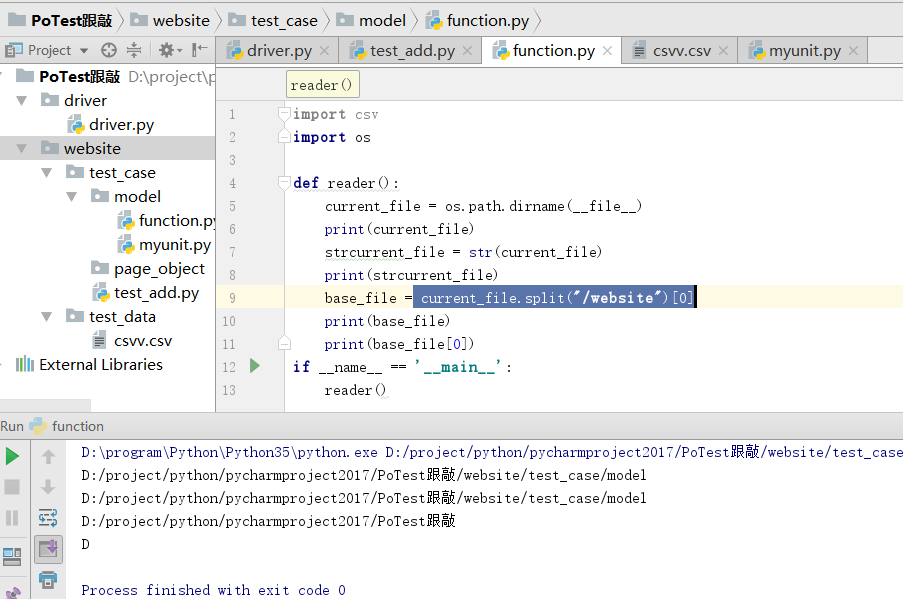 PoTest跟敲 website test_case model function.py
Project driver.py test_add.py function.py csvv.csv myunit.py
PoTest跟敲 D:\project\p
driver
driver.py
website
test_case
model
function.py
myunit.py
page_object
test_add.py
test_data
csvv.csv
External Libraries
reader()
1 import csv
2 import os
3
4 def reader():
5 current_file = os.path.dirname(__file__)
6 print(current_file)
7 strcurrent_file = str(current_file)
8 print(strcurrent_file)
9 base_file = current_file.split("/website")[0]
10 print(base_file)
11 print(base_file[0])
12 if __name__ == '__main__':
13 reader()
Run function
D:\program\Python\Python35\python.exe D:/project/python/pycharmproject2017/PoTest跟敲/website/test_case
D:/project/python/pycharmproject2017/PoTest跟敲/website/test_case/model
D:/project/python/pycharmproject2017/PoTest跟敲/website/test_case/model
D:/project/python/pycharmproject2017/PoTest跟敲
D
Process finished with exit code 0